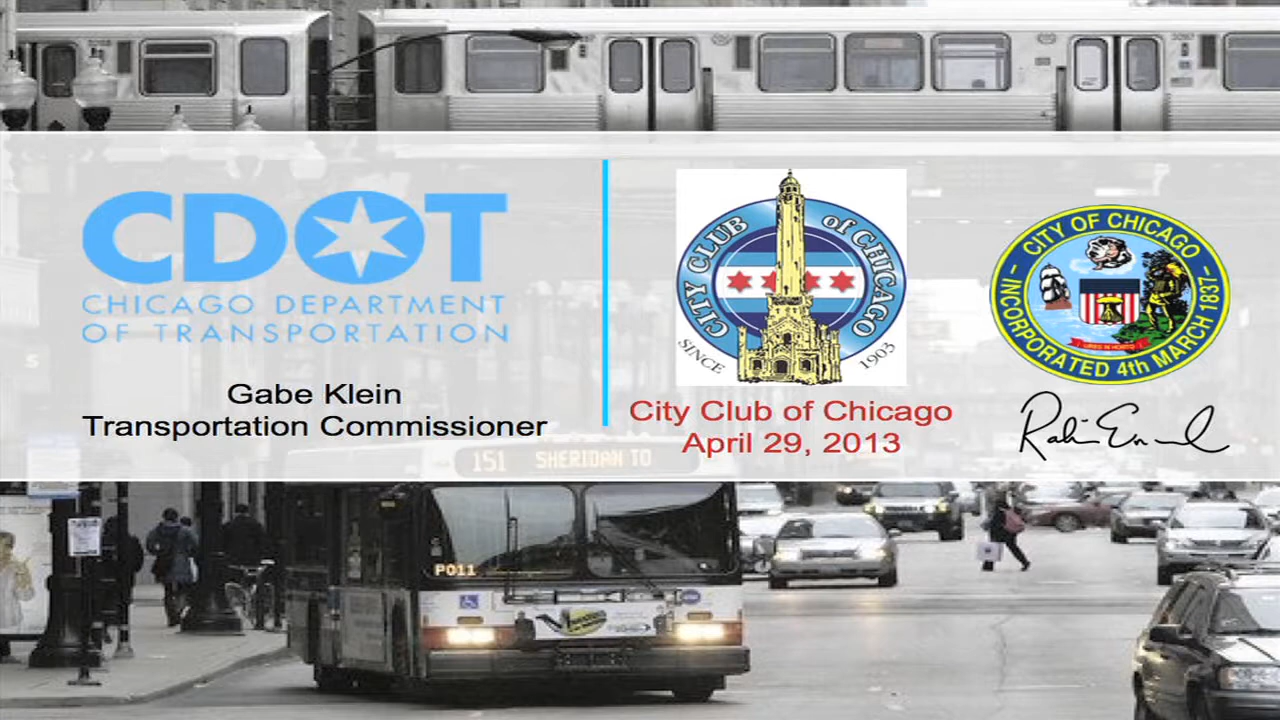 CDOT
CHICAGO DEPARTMENT
OF TRANSPORTATION
Gabe Klein
Transportation Commissioner
CITY CLUB of CHICAGO
SINCE 1903
City Club of Chicago
April 29, 2013
CITY OF CHICAGO
INCORPORATED 4th MARCH 1837
151 SHERIDAN TO
P011